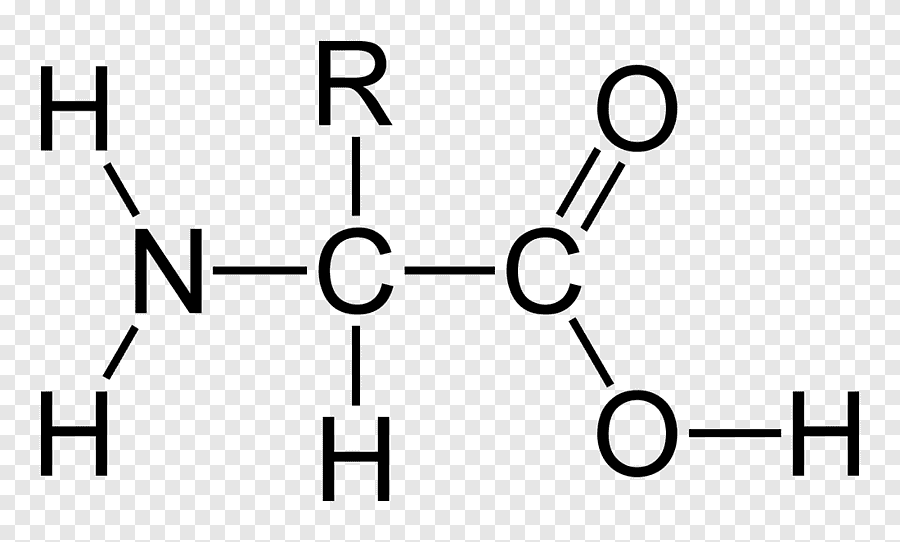 H R O
N C C
H H O H